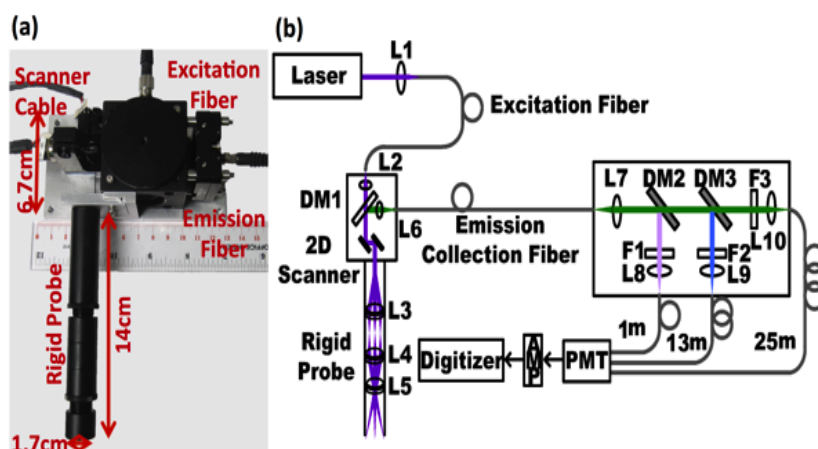 (a)
Scanner
Cable
Excitation
Fiber
6.7cm
Emission
Fiber
Rigid Probe
14cm
1.7cm
(b)
Laser
L1
Excitation Fiber
L2
DM1
L6
Emission
Collection Fiber
2D
Scanner
L3
Rigid
Probe
L4
L5
L7
DM2
DM3
F3
L10
F1
F2
L8
L9
1m
13m
25m
Digitizer
AMP
PMT